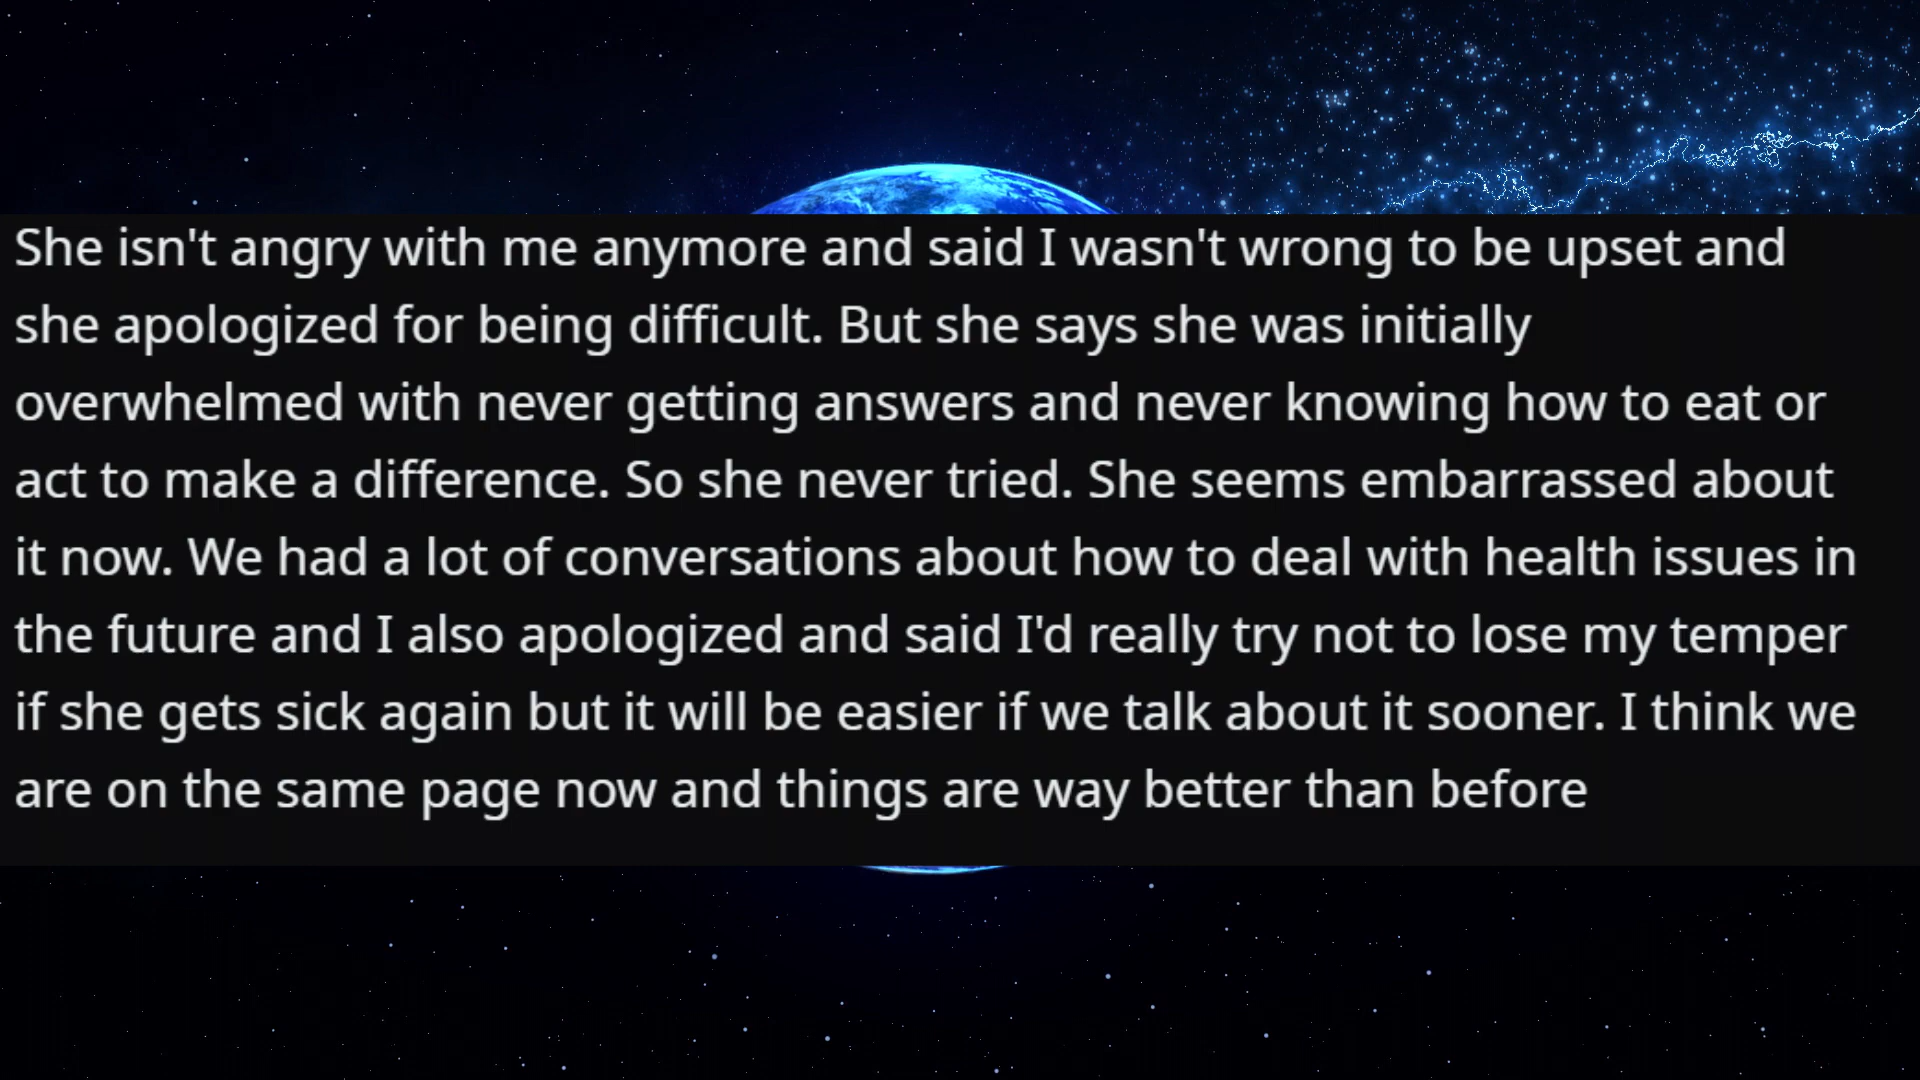 She isn't angry with me anymore and said I wasn't wrong to be upset and
she apologized for being difficult. But she says she was initially
overwhelmed with never getting answers and never knowing how to eat or
act to make a difference. So she never tried. She seems embarrassed about
it now. We had a lot of conversations about how to deal with health issues in
the future and I also apologized and said I'd really try not to lose my temper
if she gets sick again but it will be easier if we talk about it sooner. I think we
are on the same page now and things are way better than before